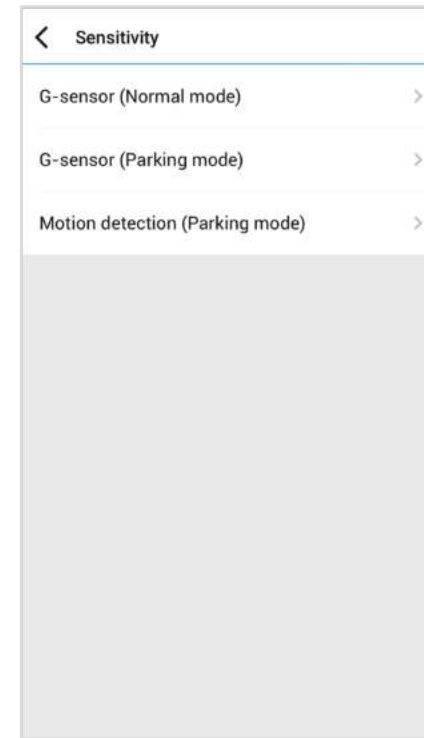 Sensitivity
G-sensor (Normal mode)
G-sensor (Parking mode)
Motion detection (Parking mode)